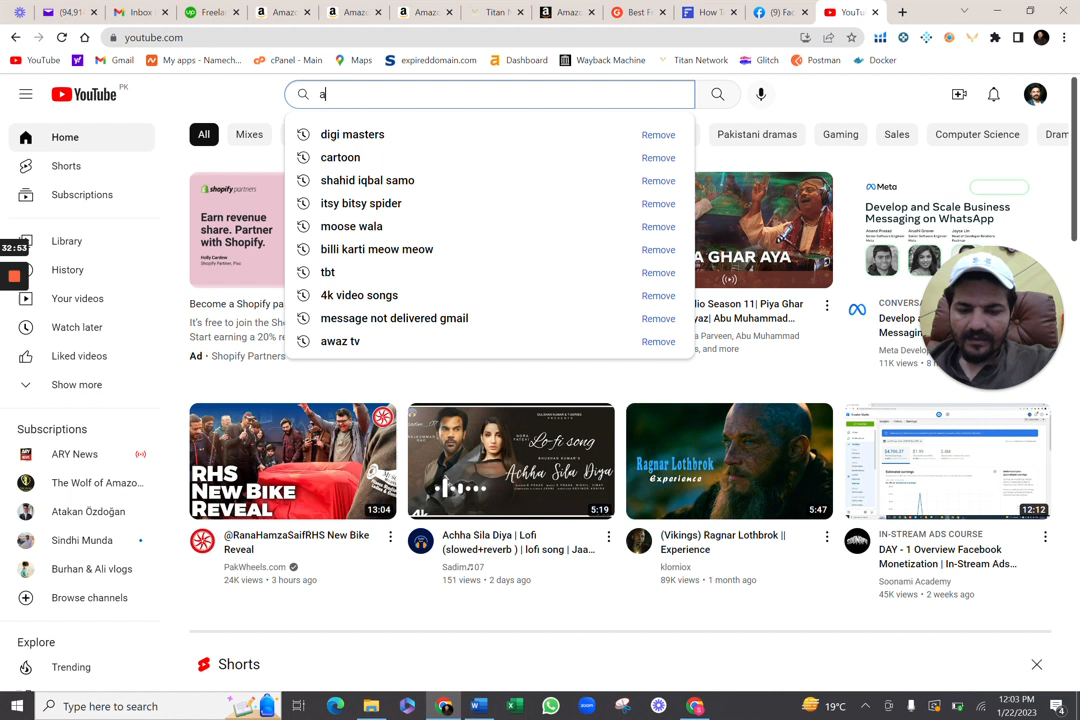 (94,91
Inbox
Freela
Amazo
Amazo
Amazo
Titan N
Amazo
Best F
How T
(9) Fac
YouTu
youtube.com
YouTube
Gmail
My apps - Namech...
cPanel - Main
Maps
expireddomain.com
Dashboard
Wayback Machine
Titan Network
Glitch
Postman
Docker
YouTube PK
a
All
Mixes
Pakistani dramas
Gaming
Sales
Computer Science
Dram
digi masters Remove
cartoon Remove
shahid iqbal samo Remove
itsy bitsy spider Remove
moose wala Remove
billi karti meow meow Remove
tbt Remove
4k video songs Remove
message not delivered gmail Remove
awaz tv Remove
Home
Shorts
Subscriptions
32:53
Library
History
Your videos
Watch later
Liked videos
Show more
Subscriptions
ARY News
The Wolf of Amazo...
Atakan Özdoğan
Sindhi Munda
Burhan & Ali vlogs
Browse channels
Explore
Trending
shopify partners
Earn revenue
share. Partner
with Shopify.
Become a Shopify pa
It's free to join the Sh
Start earning a 20% r
Ad • Shopify Partners
A GHAR AYA
dio Season 11| Piya Ghar
yaz| Abu Muhammad...
a Parveen, Abu Muhammad
s, and more
Meta
Develop and Scale Business
Messaging on WhatsApp
CONVERSA
Develop a
Messagin
Meta Develop
11K views • 8
RHS
NEW BIKE
REVEAL
13:04
@RanaHamzaSaifRHS New Bike
Reveal
PakWheels.com
24K views • 3 hours ago
Lo-fi song
Achha Sila Diya
4k
5:19
Achha Sila Diya | Lofi
(slowed+reverb ) | lofi song | Jaa...
Sadim♫07
151 views • 2 days ago
Ragnar Lothbrok
Experience
5:47
(Vikings) Ragnar Lothbrok ||
Experience
klorniox
89K views • 1 month ago
12:12
IN-STREAM ADS COURSE
DAY - 1 Overview Facebook
Monetization | In-Stream Ads...
Soonami Academy
45K views • 2 weeks ago
Shorts
Type here to search
19°C
12:03 PM
1/22/2023